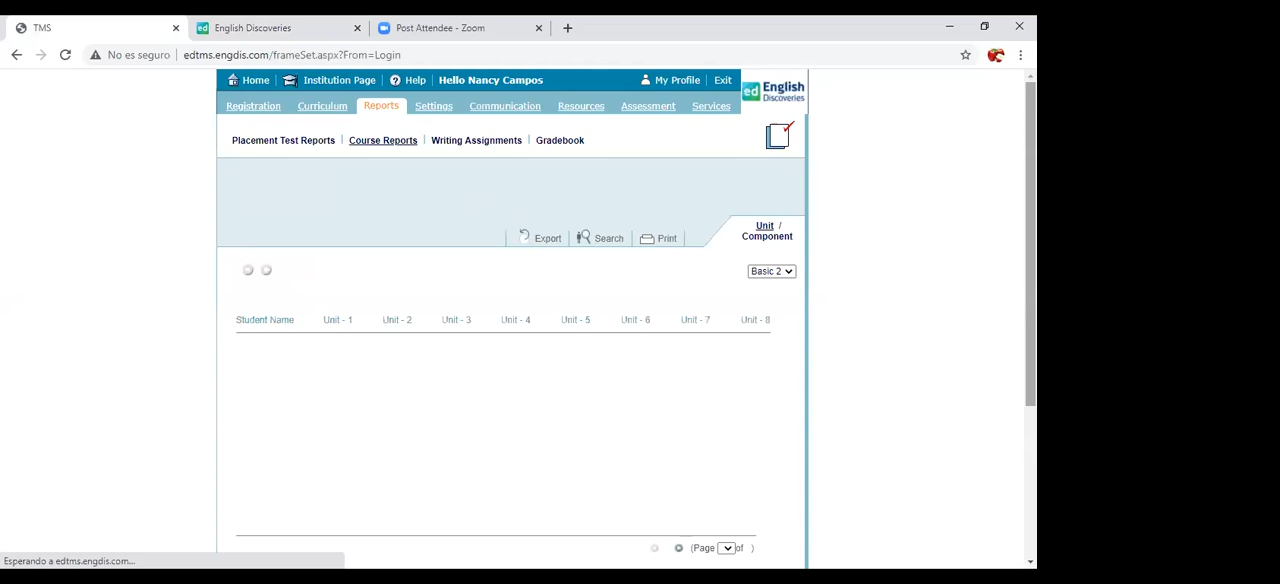 TMS
English Discoveries
Post Attendee - Zoom
No es seguro edtms.engdis.com/frameSet.aspx?From=Login
Home Institution Page Help Hello Nancy Campos My Profile Exit
ed English Discoveries
Registration Curriculum Reports Settings Communication Resources Assessment Services
Placement Test Reports Course Reports Writing Assignments Gradebook
Unit /
Export Search Print Component
Basic 2
Student Name Unit - 1 Unit - 2 Unit - 3 Unit - 4 Unit - 5 Unit - 6 Unit - 7 Unit - 8
(Page of )
Esperando a edtms.engdis.com...